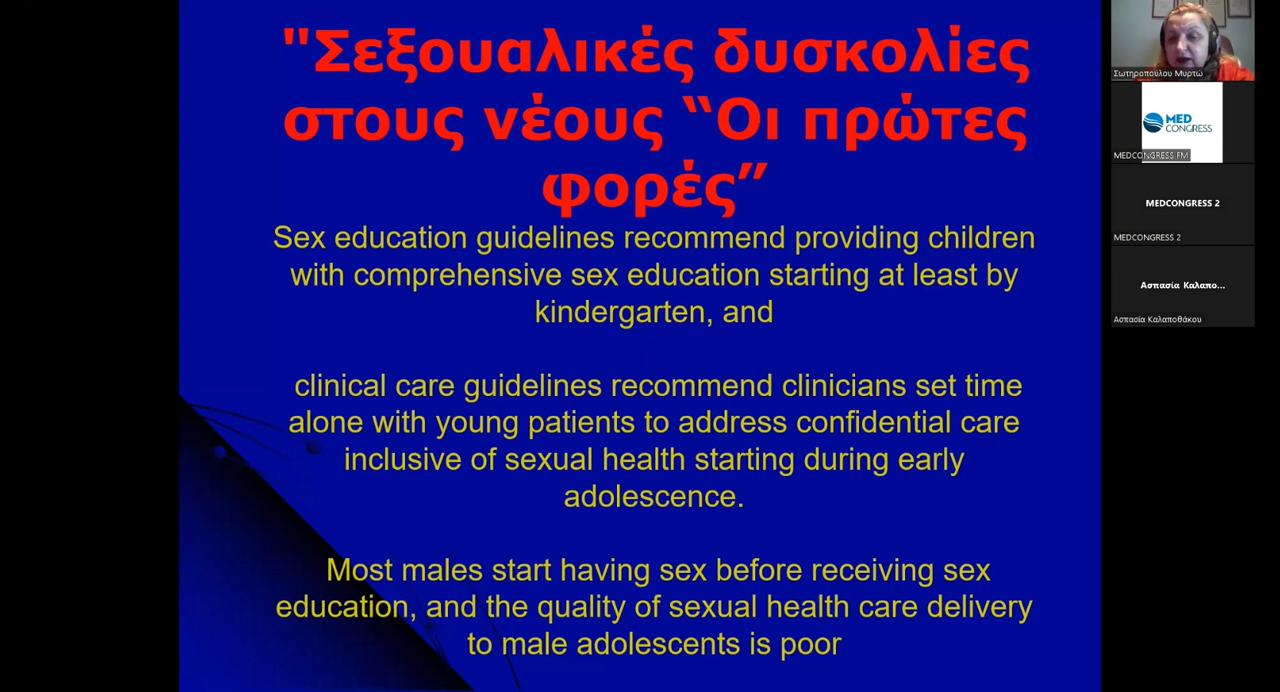 "Σεξουαλικές δυσκολίες
στους νέους “Οι πρώτες
φορές”
Sex education guidelines recommend providing children
with comprehensive sex education starting at least by
kindergarten, and
clinical care guidelines recommend clinicians set time
alone with young patients to address confidential care
inclusive of sexual health starting during early
adolescence.
Most males start having sex before receiving sex
education, and the quality of sexual health care delivery
to male adolescents is poor
Σωτηροπούλου Μυρτώ
MED
CONGRESS
MEDCONGRESS FM
MEDCONGRESS 2
MEDCONGRESS 2
Ασπασία Καλαπο...
Ασπασία Καλαποθάκου